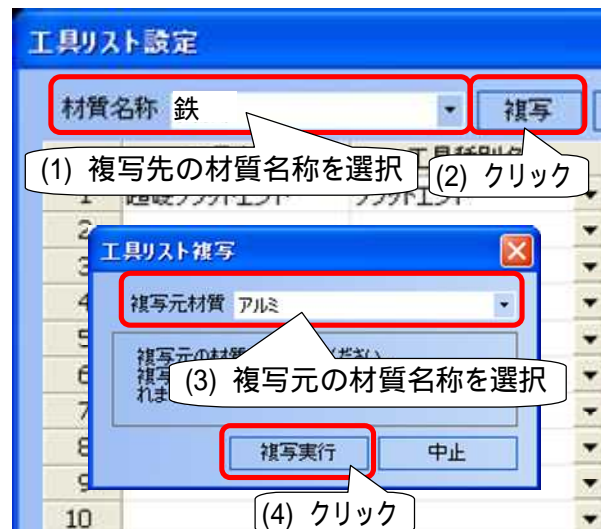 工具リスト設定
材質名称 鉄 複写
(1) 複写先の材質名称を選択
(2) クリック
1
2
3
4
5
6
7
8
9
10
工具リスト複写
複写元材質 アルミ
(3) 複写元の材質名称を選択
複写実行 中止
(4) クリック